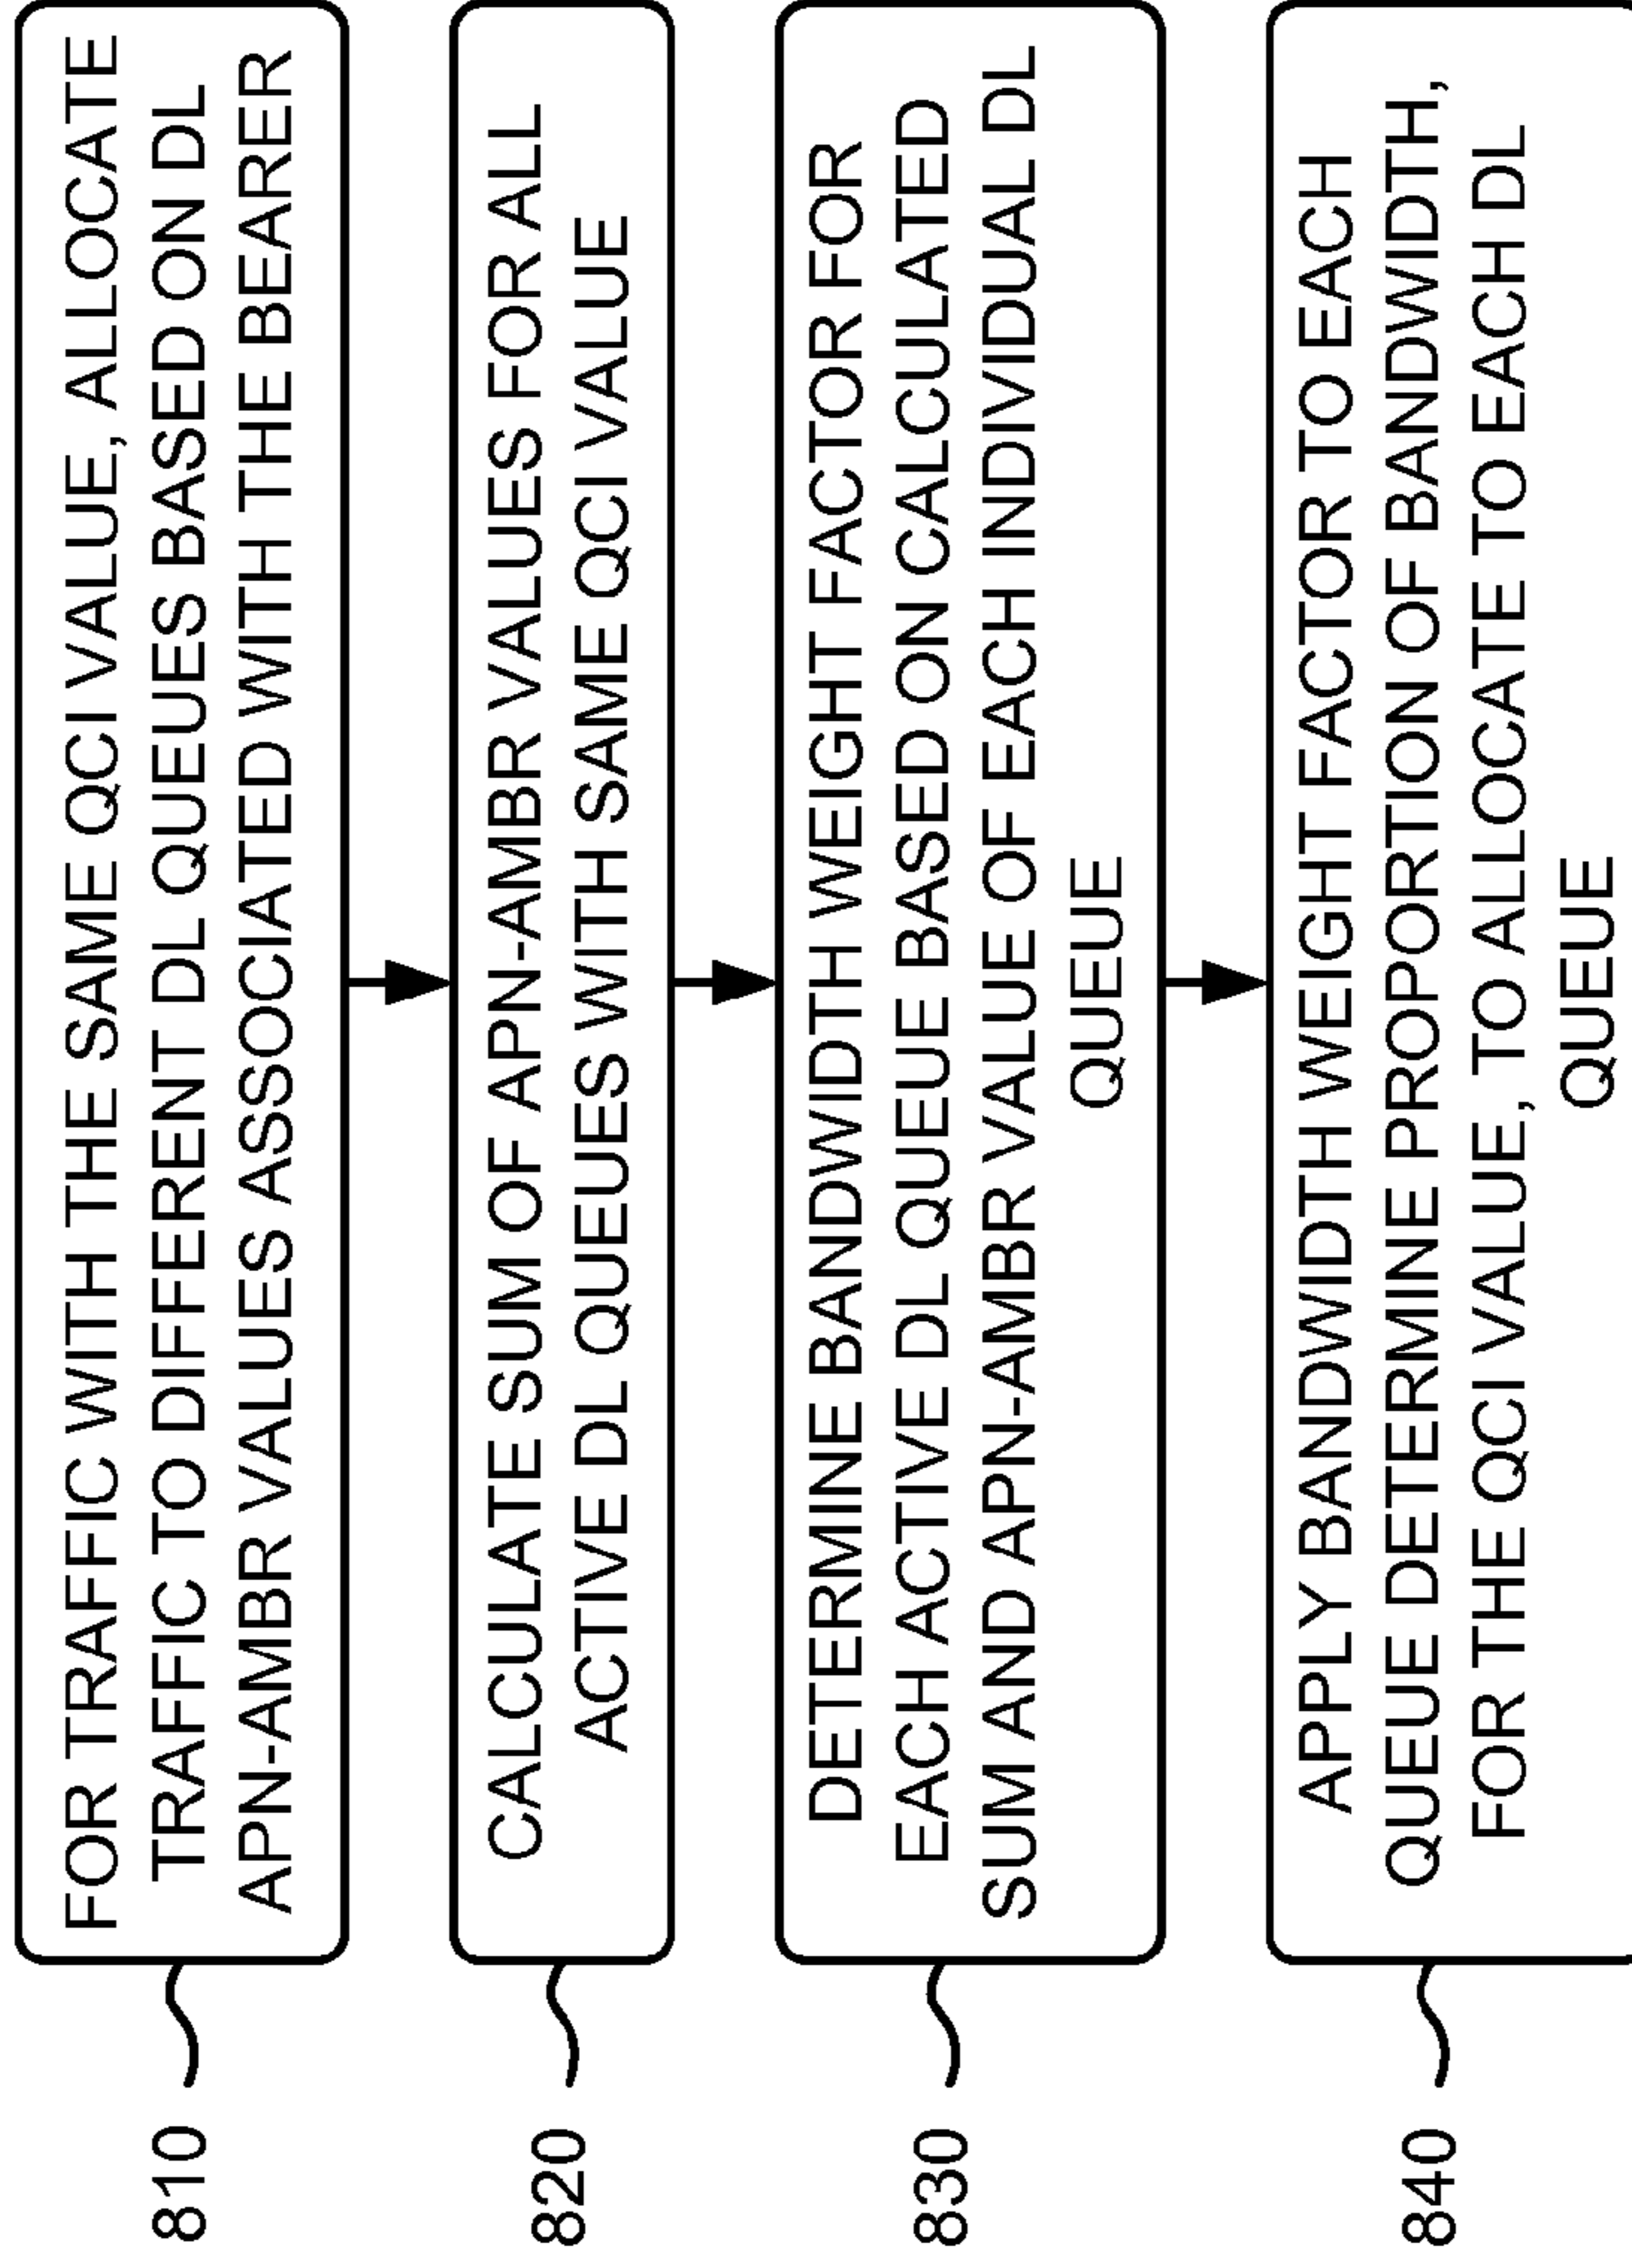 810
FOR TRAFFIC WITH THE SAME QCI VALUE, ALLOCATE
TRAFFIC TO DIFFERENT DL QUEUES BASED ON DL
APN-AMBR VALUES ASSOCIATED WITH THE BEARER
820
CALCULATE SUM OF APN-AMBR VALUES FOR ALL
ACTIVE DL QUEUES WITH SAME QCI VALUE
830
DETERMINE BANDWIDTH WEIGHT FACTOR FOR
EACH ACTIVE DL QUEUE BASED ON CALCULATED
SUM AND APN-AMBR VALUE OF EACH INDIVIDUAL DL
QUEUE
840
APPLY BANDWIDTH WEIGHT FACTOR TO EACH
QUEUE DETERMINE PROPORTION OF BANDWIDTH,
FOR THE QCI VALUE, TO ALLOCATE TO EACH DL
QUEUE